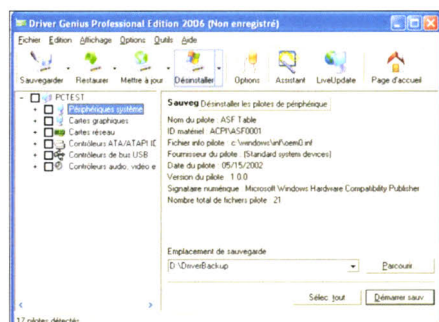 Driver Genius Professional Edition 2006 (Non enregistré)
Fichier Edition Affichage Options Outils Aide
Sauvegarder Restaurer Mettre à jour Désinstaller Options Assistant LiveUpdate Page d'accueil
PCTEST
Périphériques système
Cartes graphiques
Cartes réseau
Contrôleurs ATA/ATAPI ID
Contrôleurs de bus USB
Contrôleurs audio, vidéo e
Sauveg Désinstaller les pilotes de périphérique
Nom du pilote : ASF Table
ID matériel : ACPI\ASF0001
Fichier info pilote : c:\windows\inf\oem0.inf
Fournisseur du pilote : (Standard system devices)
Date du pilote : 05/15/2002
Version du pilote : 1.0.0
Signature numérique : Microsoft Windows Hardware Compatibility Publisher
Nombre total de fichiers pilote : 21
Emplacement de sauvegarde
D:\DriverBackup
Parcourir
Sélec. tout
Démarrer sauv
17 pilotes détectés